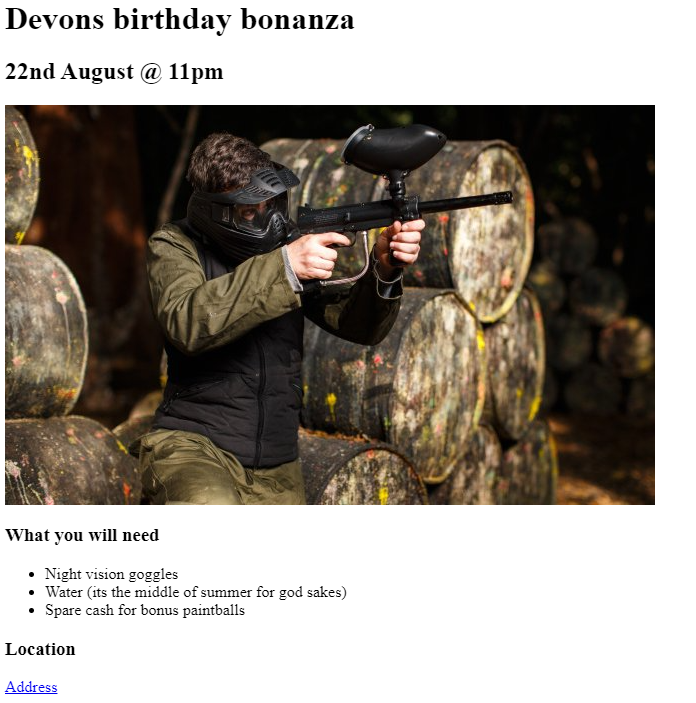 Devons birthday bonanza
22nd August @ 11pm
What you will need
Night vision goggles
Water (its the middle of summer for god sakes)
Spare cash for bonus paintballs
Location
Address